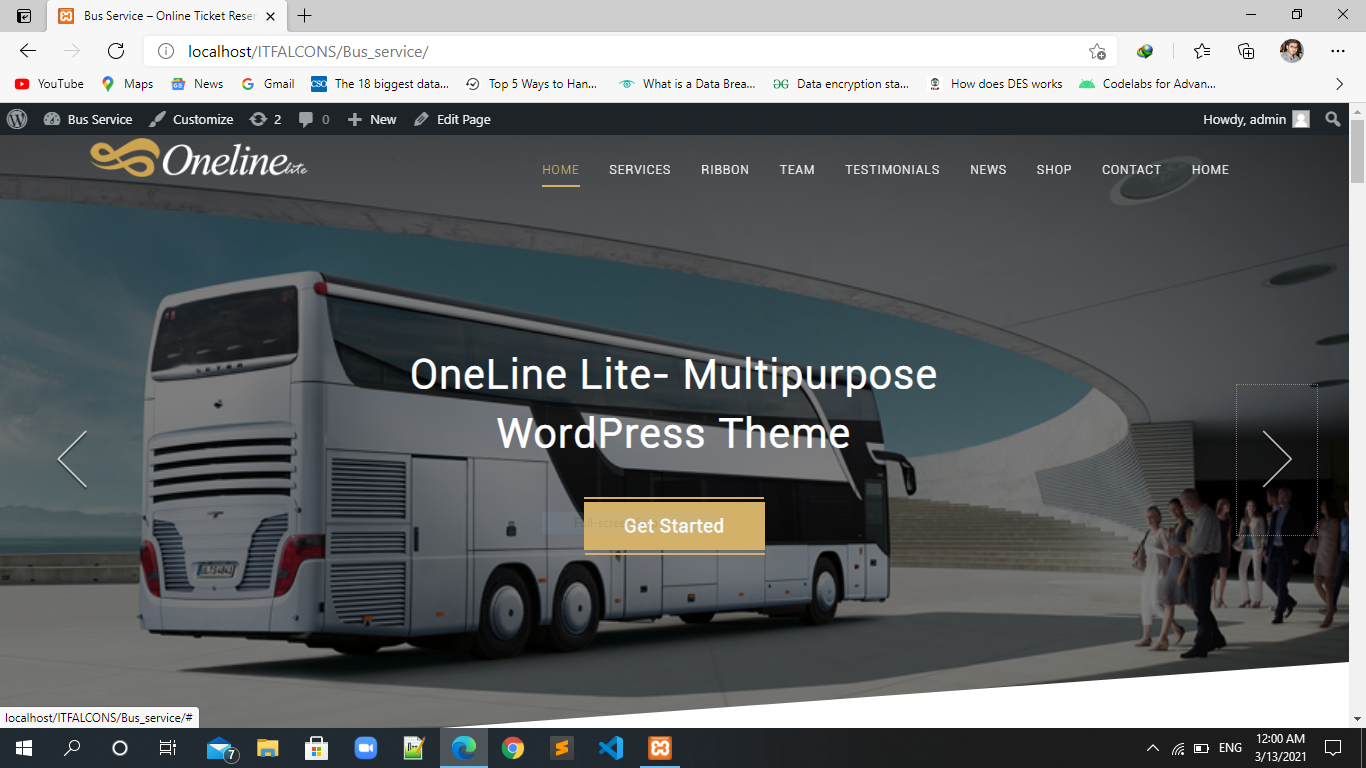 Bus Service – Online Ticket Reser
localhost/ITFALCONS/Bus_service/
YouTube Maps News Gmail The 18 biggest data... Top 5 Ways to Han... What is a Data Brea... Data encryption sta... How does DES works Codelabs for Advan...
Bus Service Customize 2 0 New Edit Page Howdy, admin
Oneline lite
HOME SERVICES RIBBON TEAM TESTIMONIALS NEWS SHOP CONTACT HOME
OneLine Lite- Multipurpose
WordPress Theme
Get Started
localhost/ITFALCONS/Bus_service/#
7
ENG
12:00 AM
3/13/2021